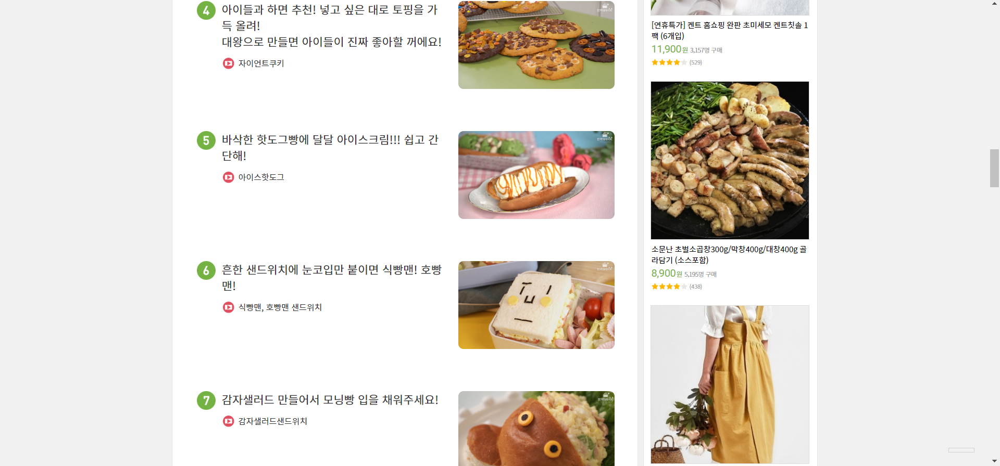 4
아이들과 하면 추천! 넣고 싶은 대로 토핑을 가
득 올려!
대왕으로 만들면 아이들이 진짜 좋아할 꺼에요!
자이언트쿠키
5
바삭한 핫도그빵에 달달 아이스크림!!! 쉽고 간
단해!
아이스핫도그
6
흔한 샌드위치에 눈코입만 붙이면 식빵맨! 호빵
맨!
식빵맨, 호빵맨 샌드위치
7
감자샐러드 만들어서 모닝빵 입을 채워주세요!
감자샐러드샌드위치
[연휴특가] 켄트 홈쇼핑 완판 초미세모 켄트칫솔 1
팩 (6개입)
11,900원 3,157명 구매
(529)
소문난 초벌소곱창300g/막창400g/대창400g 골
라담기 (소스포함)
8,900원 5,195명 구매
(438)